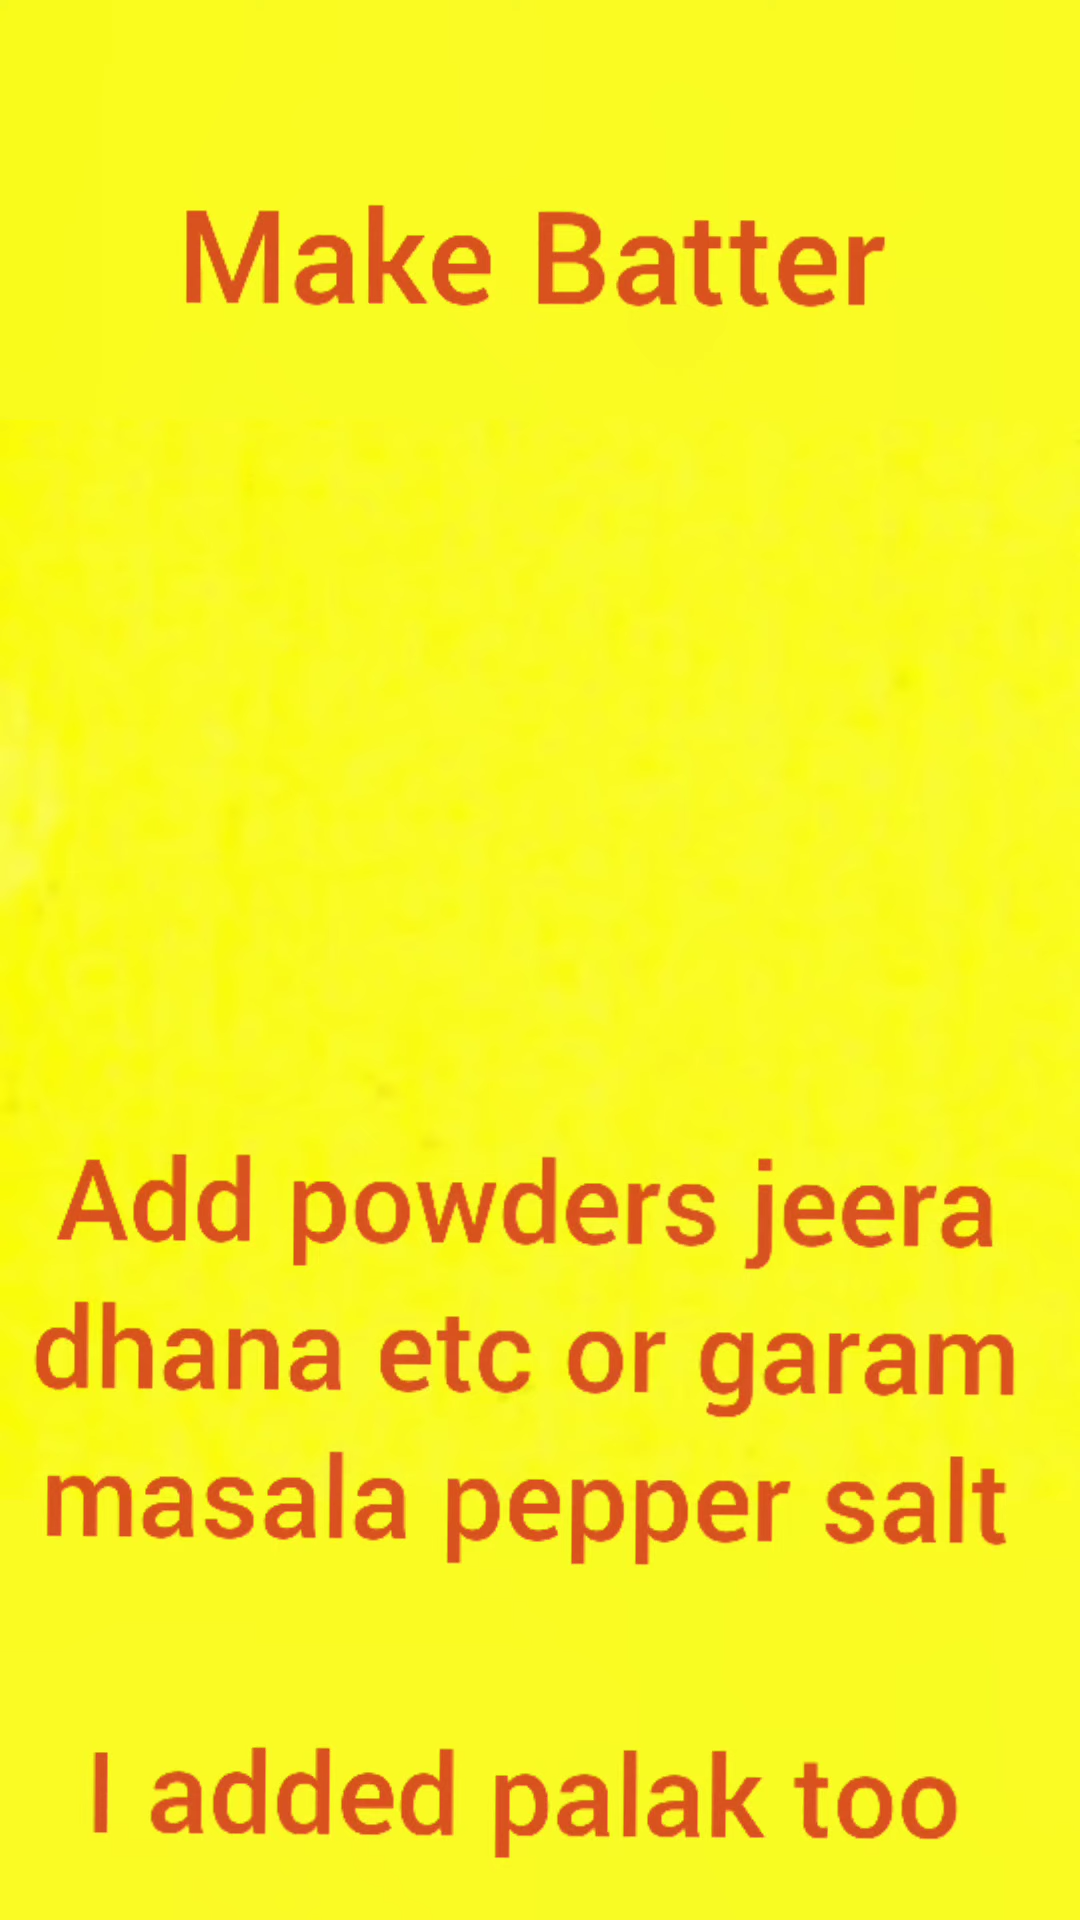 Make Batter
Add powders jeera
dhana etc or garam
masala pepper salt
I added palak too